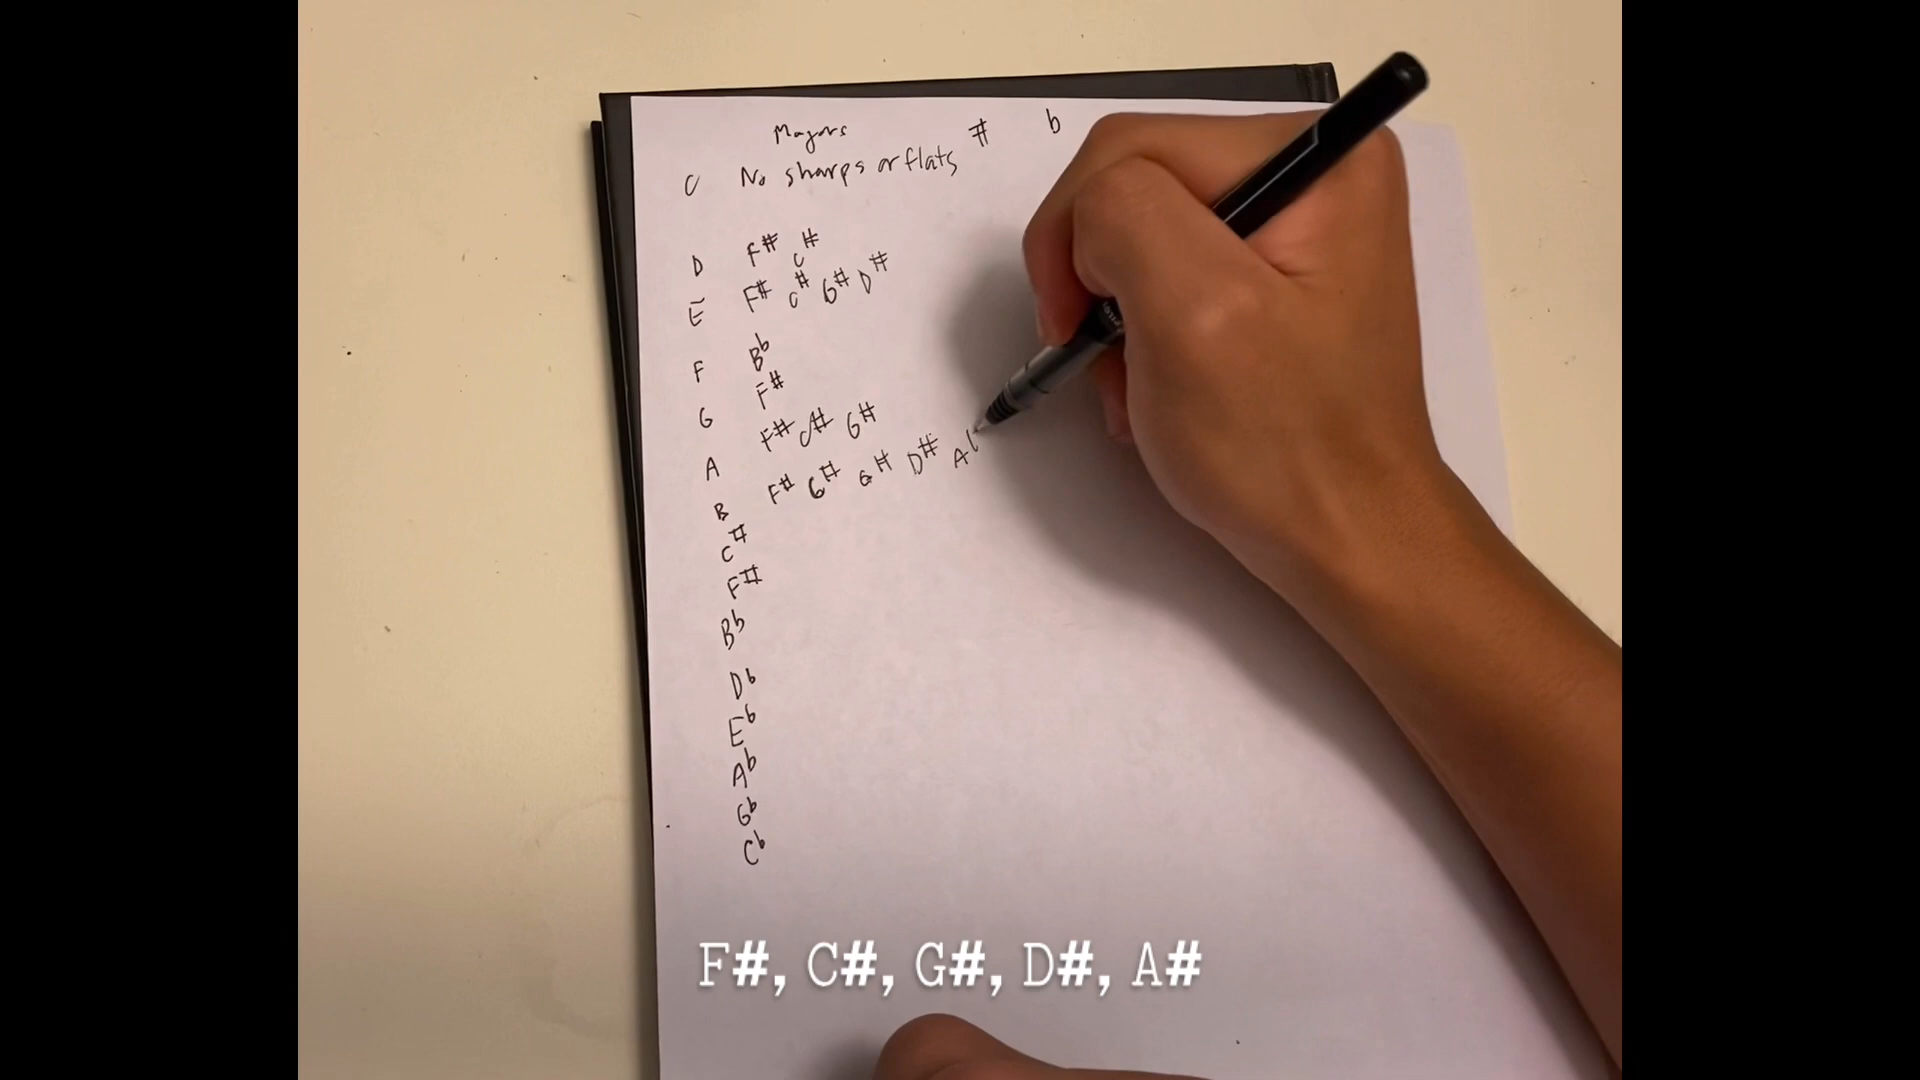 Majors # b
C No sharps or flats
D F# C#
E F# C# G# D#
F Bb
G F#
A F# C# G#
B F# G# G# D# A
C#
F#
Bb
Db
Eb
Ab
Gb
Cb
F#, C#, G#, D#, A#